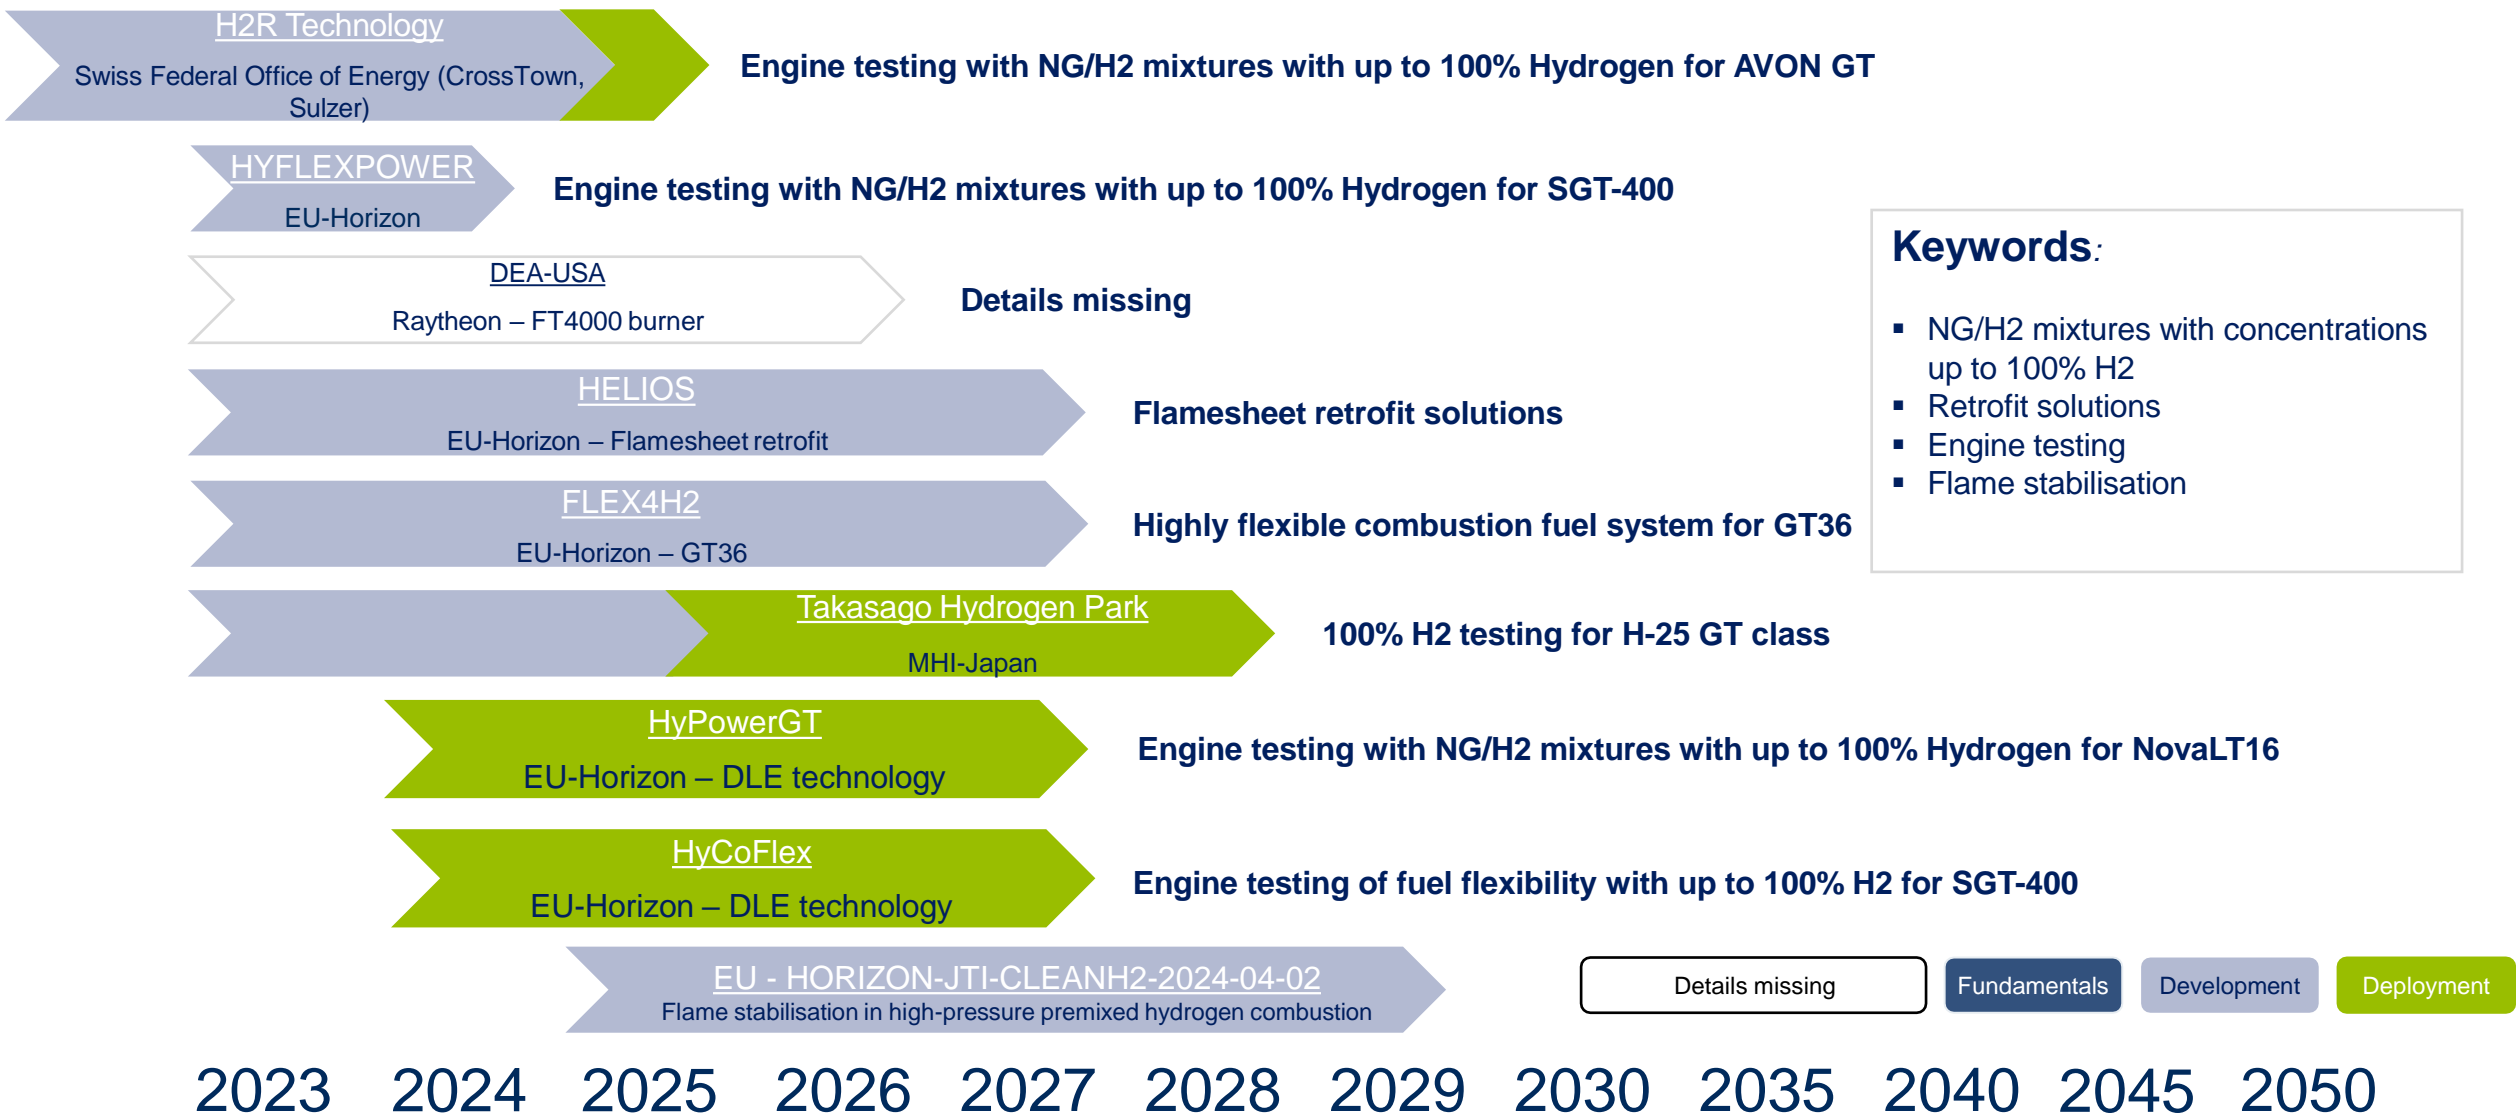 H2R Technology
Swiss Federal Office of Energy (CrossTown,
Sulzer)
Engine testing with NG/H2 mixtures with up to 100% Hydrogen for AVON GT
HYFLEXPOWER
EU-Horizon
Engine testing with NG/H2 mixtures with up to 100% Hydrogen for SGT-400
DEA-USA
Raytheon – FT4000 burner
Details missing
HELIOS
EU-Horizon – Flamesheet retrofit
Flamesheet retrofit solutions
FLEX4H2
EU-Horizon – GT36
Highly flexible combustion fuel system for GT36
Takasago Hydrogen Park
MHI-Japan
100% H2 testing for H-25 GT class
HyPowerGT
EU-Horizon – DLE technology
Engine testing with NG/H2 mixtures with up to 100% Hydrogen for NovaLT16
HyCoFlex
EU-Horizon – DLE technology
Engine testing of fuel flexibility with up to 100% H2 for SGT-400
EU - HORIZON-JTI-CLEANH2-2024-04-02
Flame stabilisation in high-pressure premixed hydrogen combustion
Keywords:
▪ NG/H2 mixtures with concentrations
up to 100% H2
▪ Retrofit solutions
▪ Engine testing
▪ Flame stabilisation
Details missing
Fundamentals
Development
Deployment
2023 2024 2025 2026 2027 2028 2029 2030 2035 2040 2045 2050